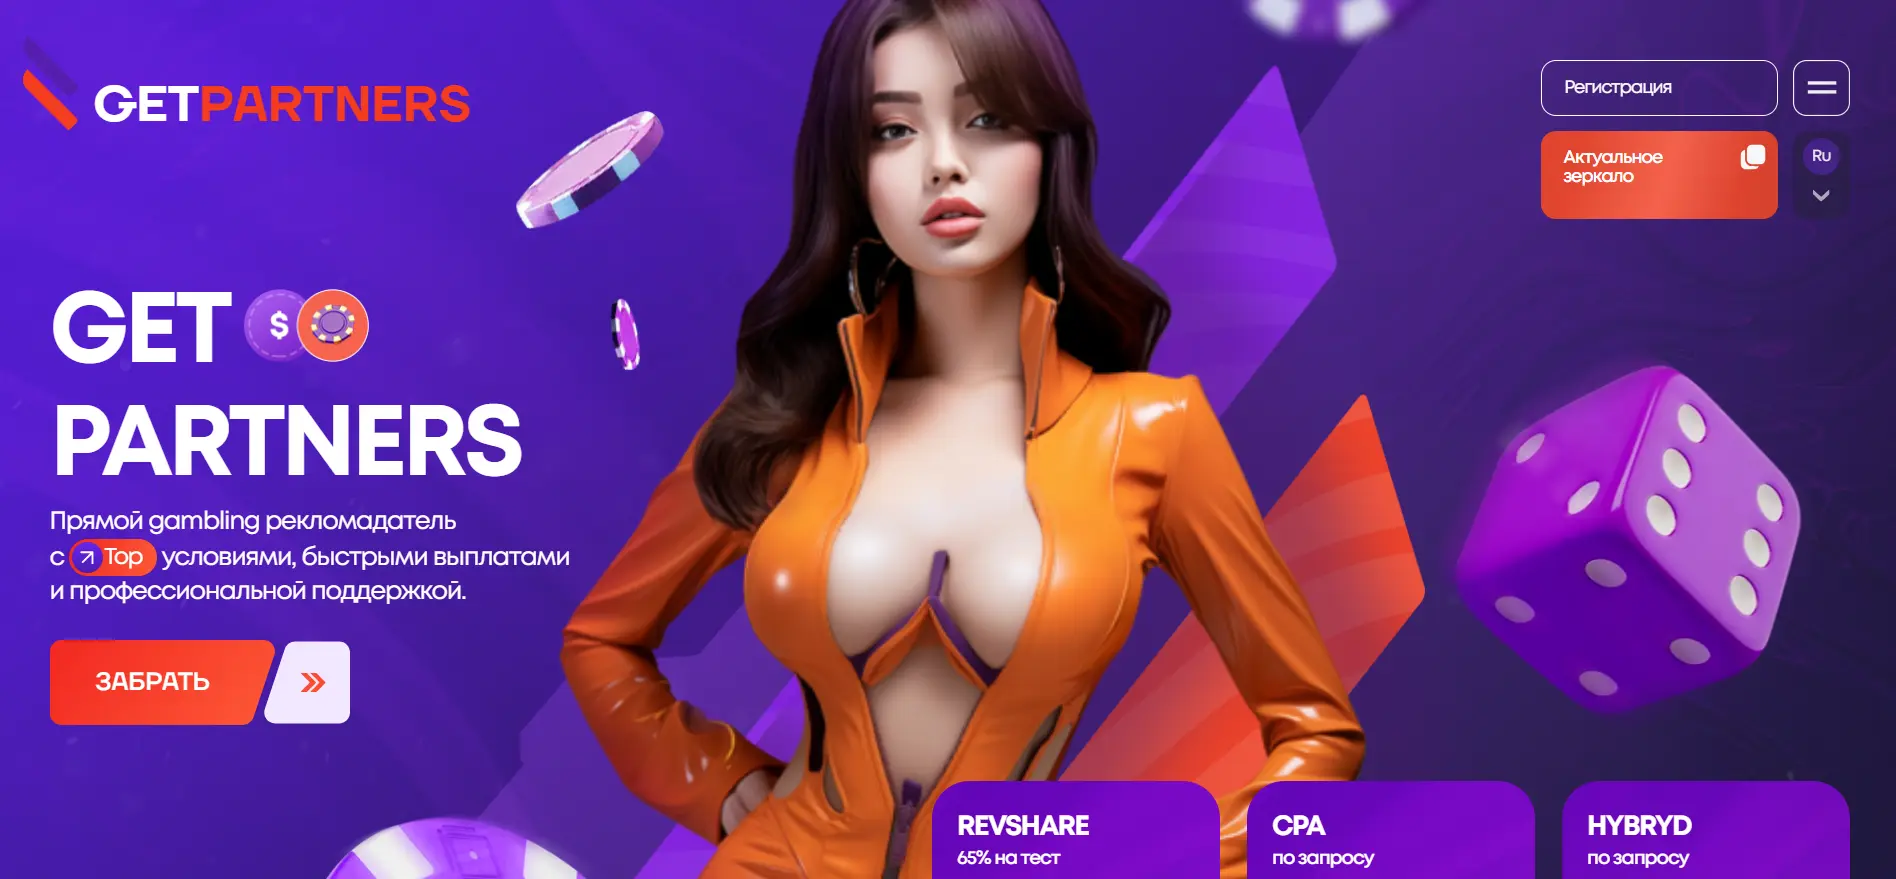 GETPARTNERS
Регистрация
Актуальное
зеркало
Ru
GET
$
PARTNERS
Прямой gambling рекломадатель
с Top условиями, быстрыми выплатами
и профессиональной поддержкой.
ЗАБРАТЬ
REVSHARE
65% на тест
CPA
по запросу
HYBRYD
по запросу